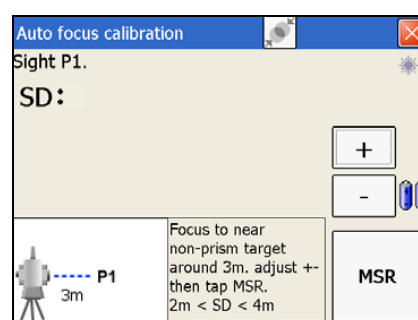 Auto focus calibration
Sight P1.
SD:
+
-
P1
3m
Focus to near
non-prism target
around 3m. adjust +-
then tap MSR.
2m < SD < 4m
MSR